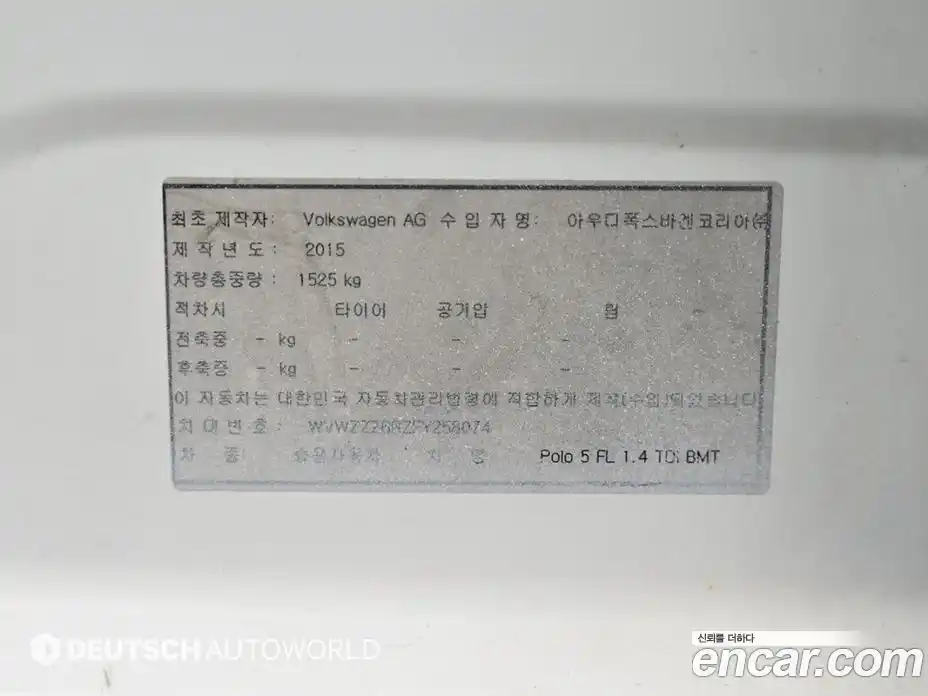 최초 제작자: Volkswagen AG 수 입 자 명: 아우디폭스바겐코리아(주)
제 작 년 도 : 2015
차량총중량 : 1525 kg
적차시 타이어 공기압 림 -
전축중 - kg - - -
후축중 - kg - - -
이 자동차는 대한민국 자동차관리법령에 적합하게 제작(수입)되었습니다
차 대 번 호 :
차 종: 승용자동차 차 명 Polo 5 FL 1.4 TDi BMT
DEUTSCH AUTOWORLD
신뢰를 더하다
encar.com